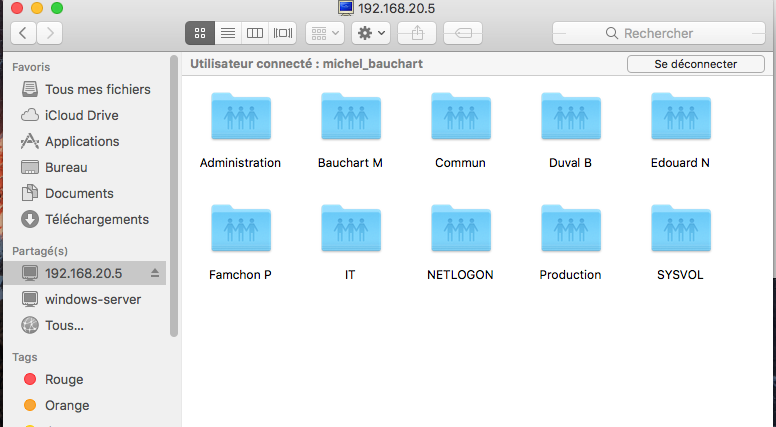 192.168.20.5
Rechercher
Favoris
Tous mes fichiers
iCloud Drive
Applications
Bureau
Documents
Téléchargements
Partagé(s)
192.168.20.5
windows-server
Tous...
Tags
Rouge
Orange
Utilisateur connecté : michel_bauchart
Se déconnecter
Administration
Bauchart M
Commun
Duval B
Edouard N
Famchon P
IT
NETLOGON
Production
SYSVOL